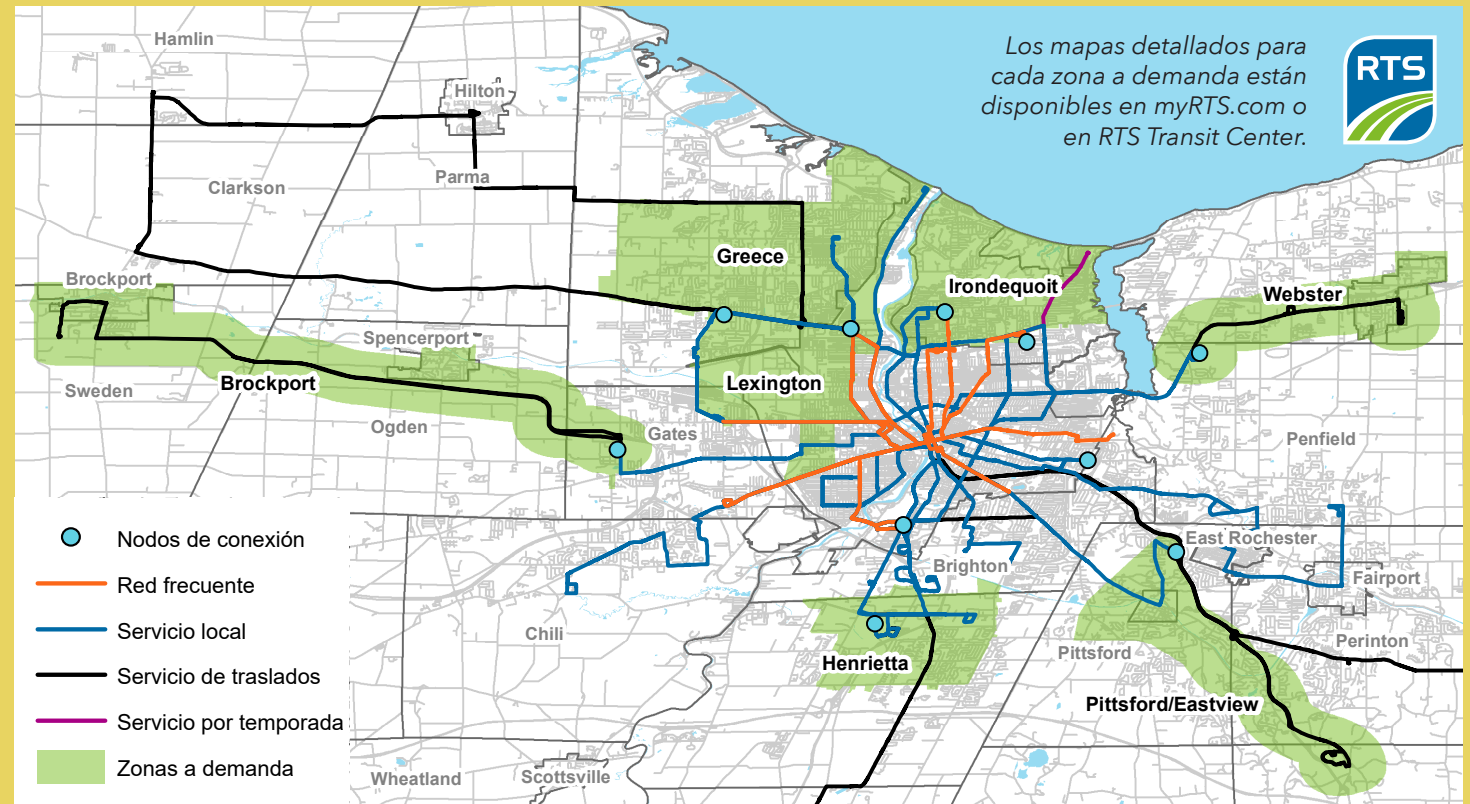 Los mapas detallados para
cada zona a demanda están
disponibles en myRTS.com o
en RTS Transit Center.
RTS
Hamlin
Hilton
Clarkson
Parma
Greece
Brockport
Irondequoit
Webster
Spencerport
Brockport
Lexington
Sweden
Ogden
Gates
Penfield
East Rochester
Brighton
Fairport
Chili
Perinton
Pittsford
Henrietta
Pittsford/Eastview
Wheatland
Scottsville
Nodos de conexión
Red frecuente
Servicio local
Servicio de traslados
Servicio por temporada
Zonas a demanda